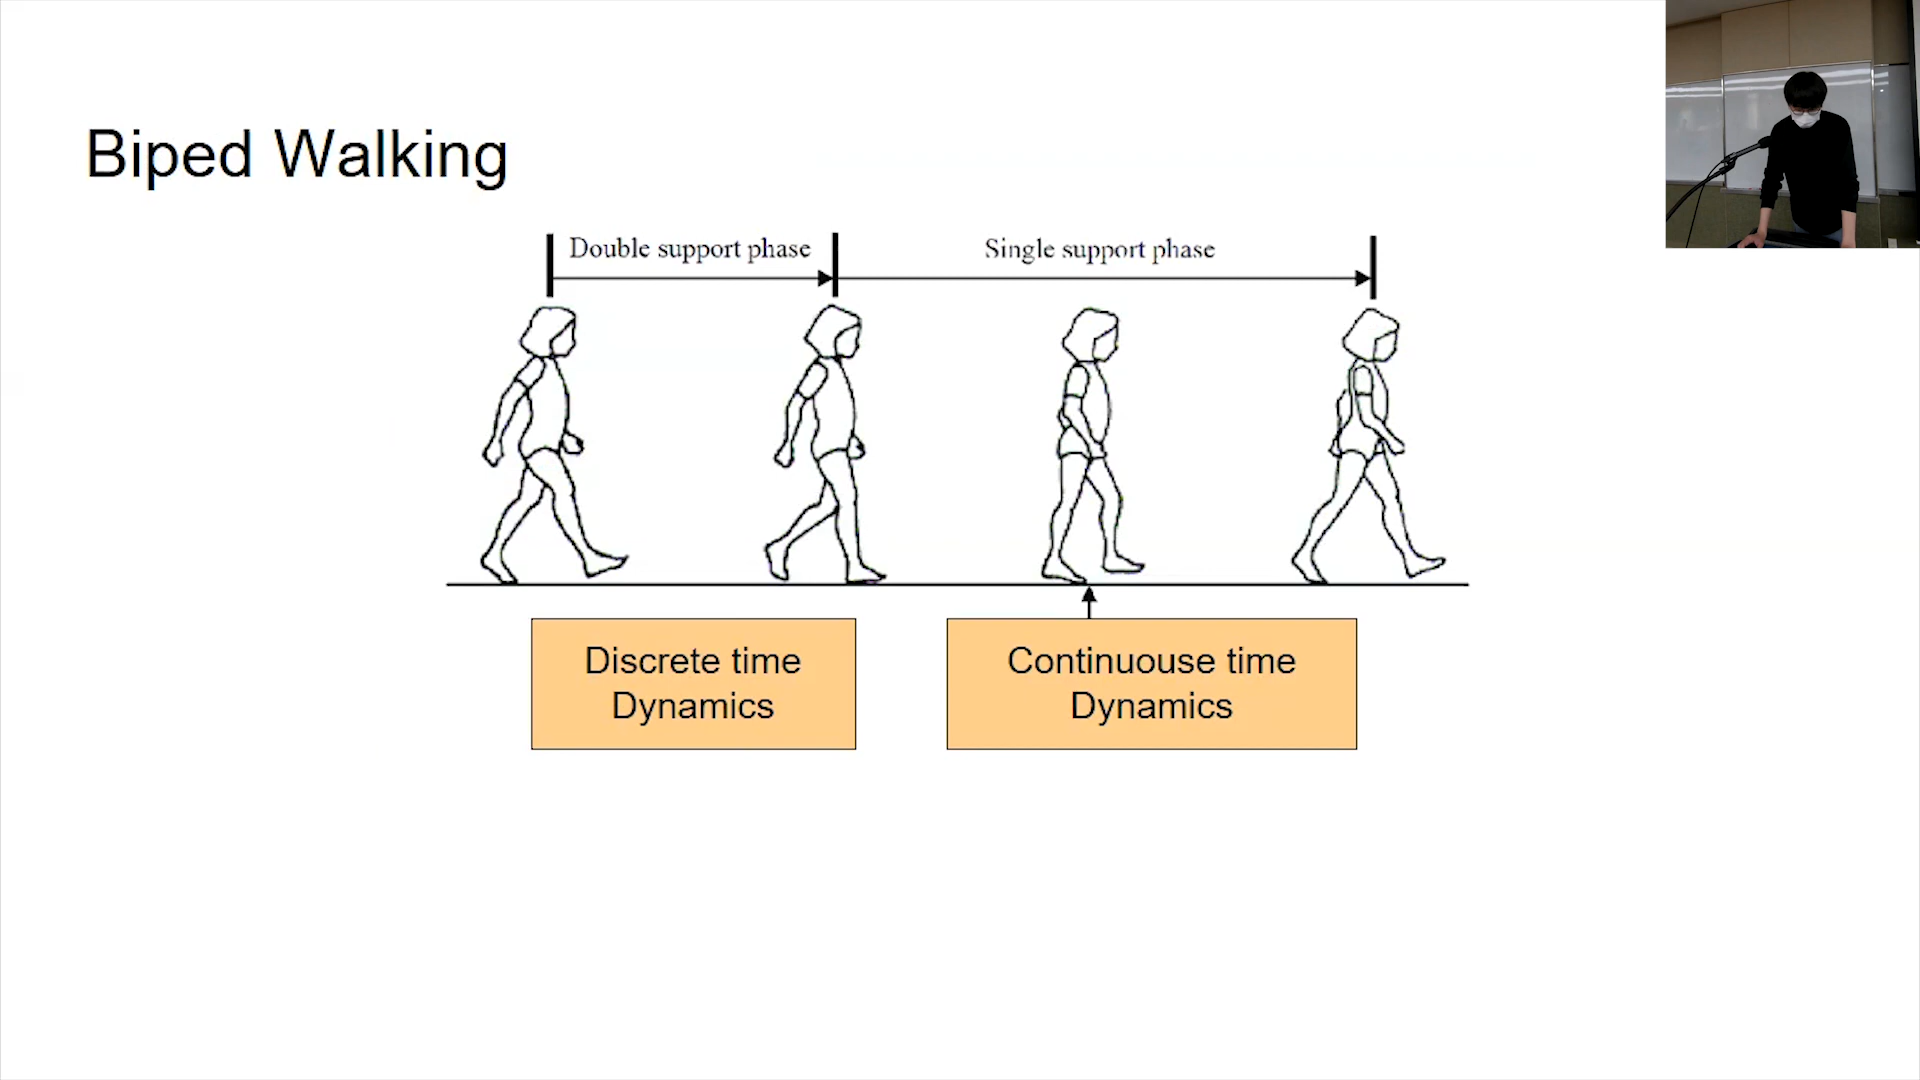 Biped Walking
Double support phase
Single support phase
Discrete time
Dynamics
Continuouse time
Dynamics